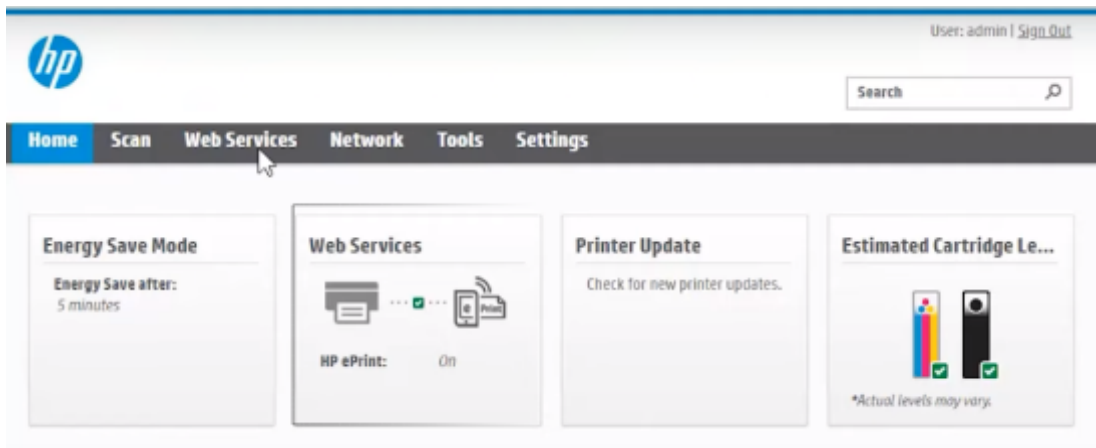 hp
User: admin | Sign Out
Search
Home Scan Web Services Network Tools Settings
Energy Save Mode
Energy Save after:
5 minutes
Web Services
e Print
HP ePrint: On
Printer Update
Check for new printer updates.
Estimated Cartridge Le...
*Actual levels may vary.